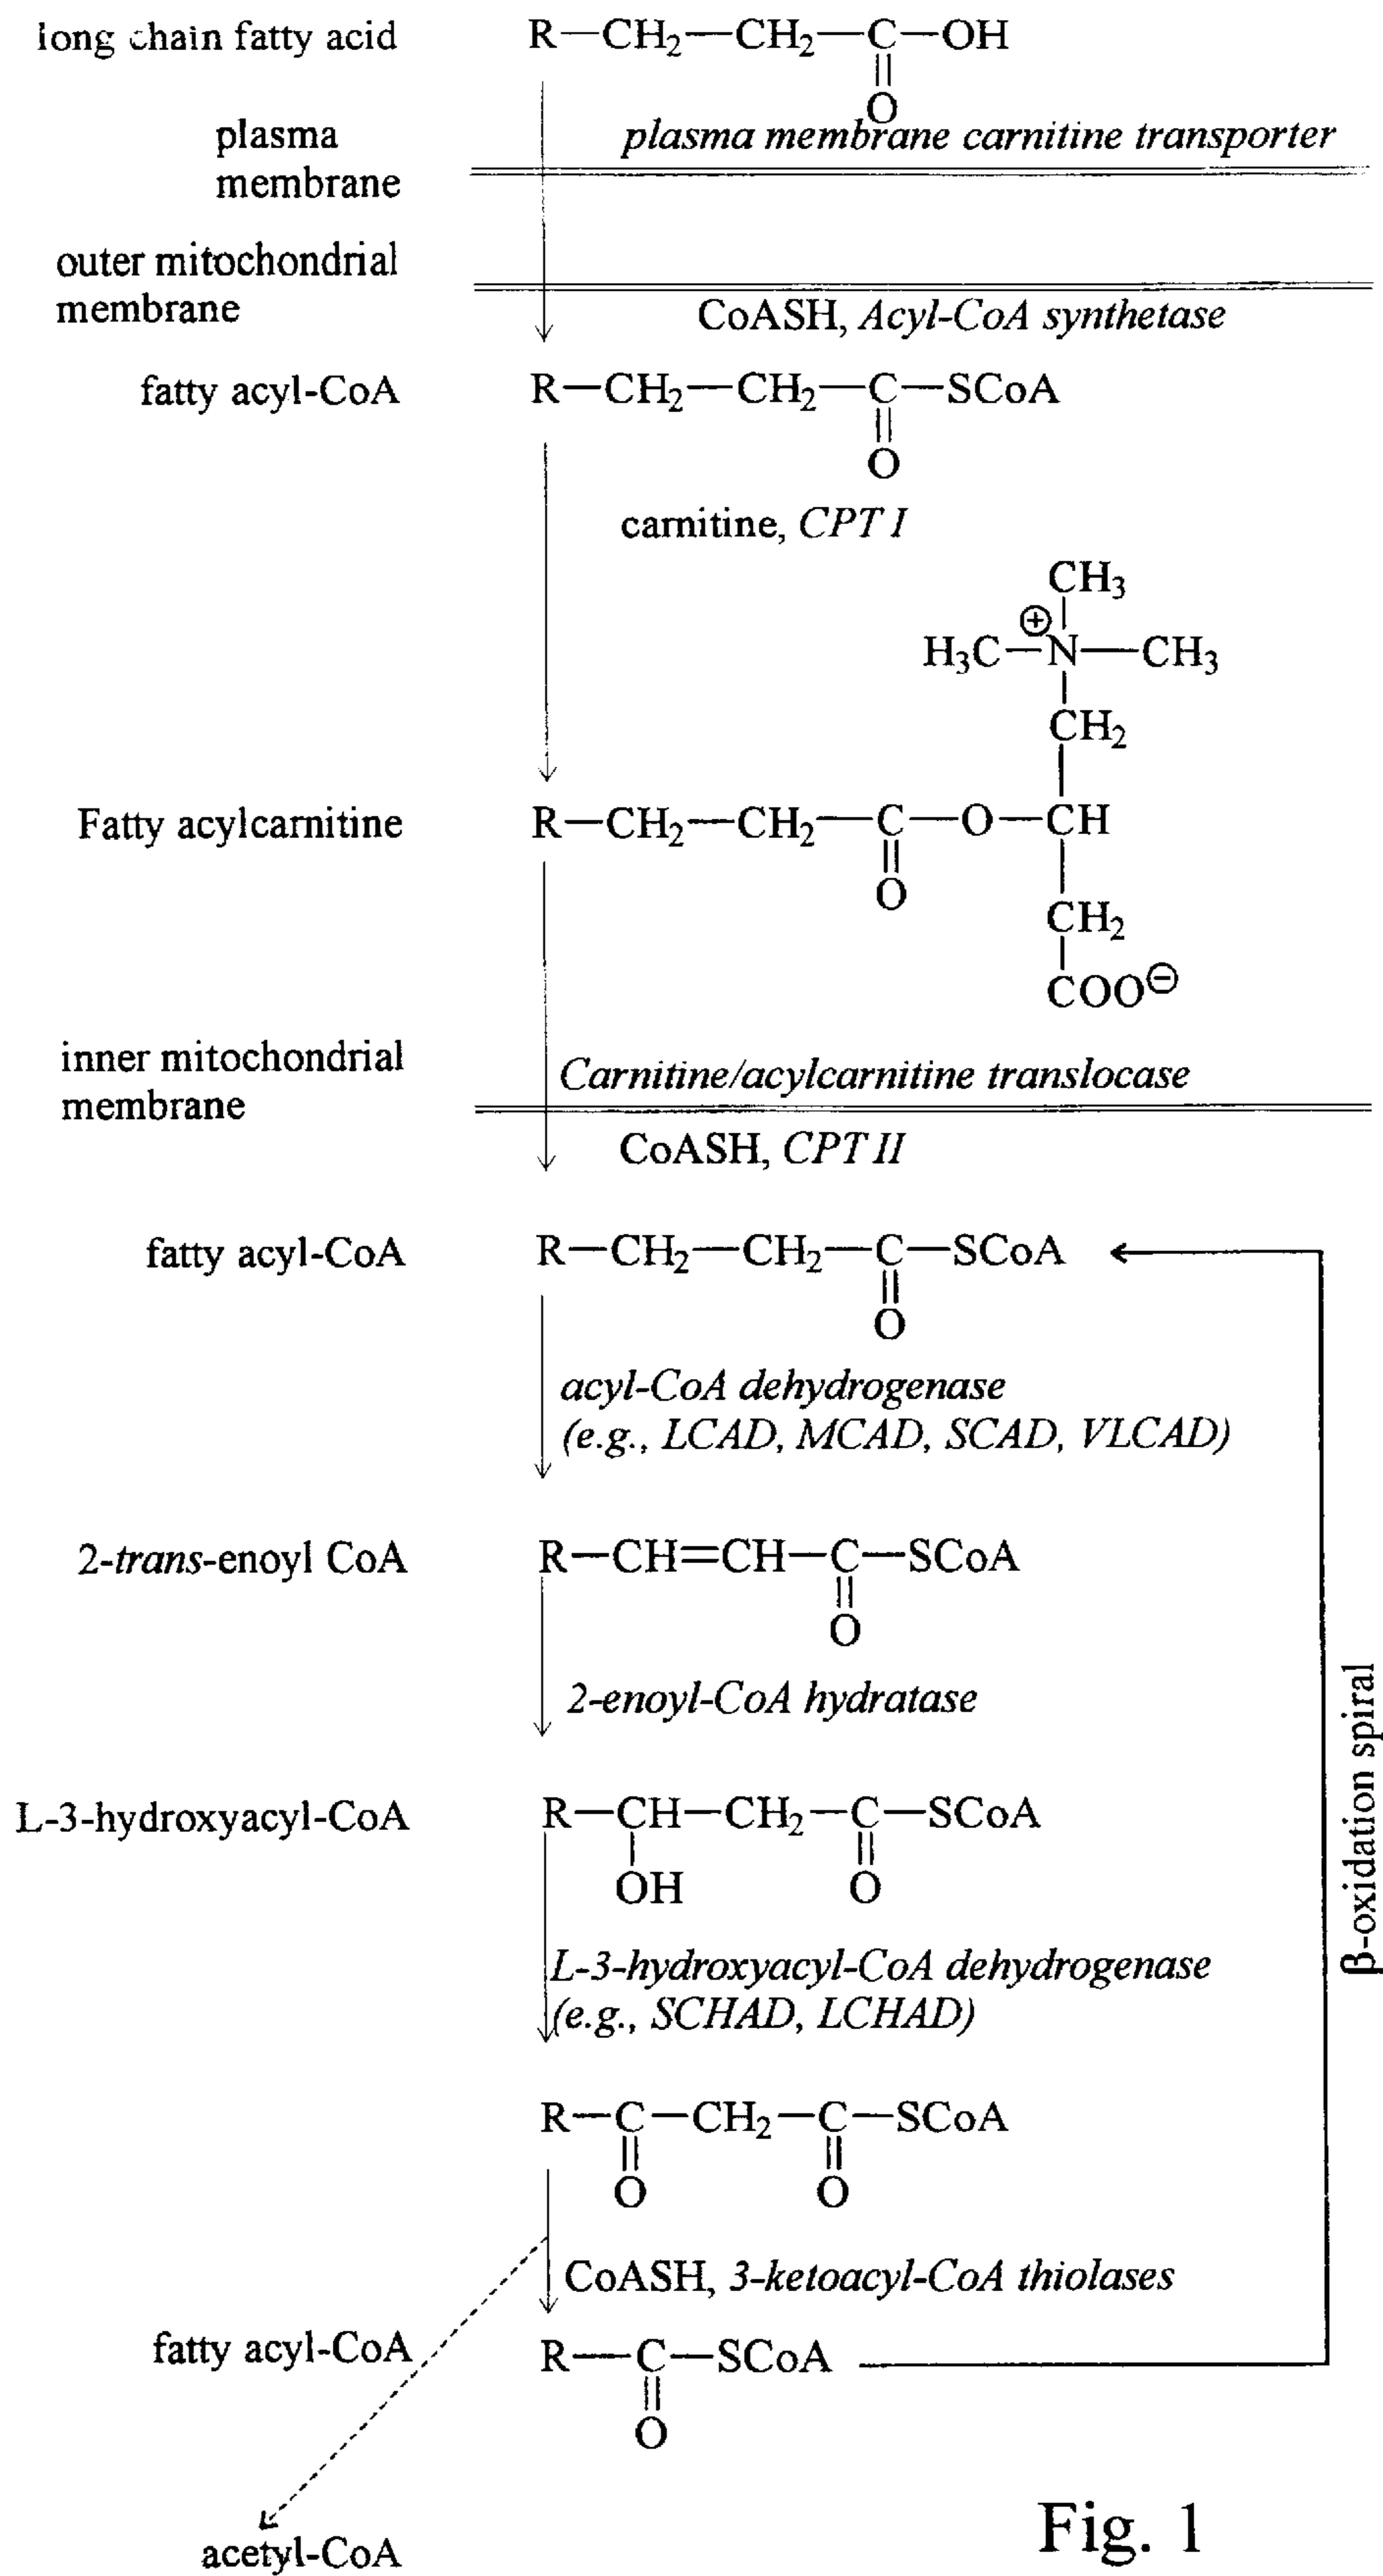 long chain fatty acid R—CH₂—CH₂—C—OH
O
plasma membrane carnitine transporter
plasma
membrane
outer mitochondrial
membrane
CoASH, Acyl-CoA synthetase
fatty acyl-CoA R—CH₂—CH₂—C—SCoA
O
carnitine, CPT I
CH₃
⊕
H₃C—N—CH₃
CH₂
Fatty acylcarnitine R—CH₂—CH₂—C—O—CH
O
CH₂
COO⊖
inner mitochondrial
membrane
Carnitine/acylcarnitine translocase
CoASH, CPT II
fatty acyl-CoA R—CH₂—CH₂—C—SCoA
O
acyl-CoA dehydrogenase
(e.g., LCAD, MCAD, SCAD, VLCAD)
2-trans-enoyl CoA R—CH=CH—C—SCoA
O
2-enoyl-CoA hydratase
L-3-hydroxyacyl-CoA R—CH—CH₂—C—SCoA
OH O
L-3-hydroxyacyl-CoA dehydrogenase
(e.g., SCHAD, LCHAD)
R—C—CH₂—C—SCoA
O O
CoASH, 3-ketoacyl-CoA thiolases
fatty acyl-CoA R—C—SCoA
O
acetyl-CoA
β-oxidation spiral
Fig. 1